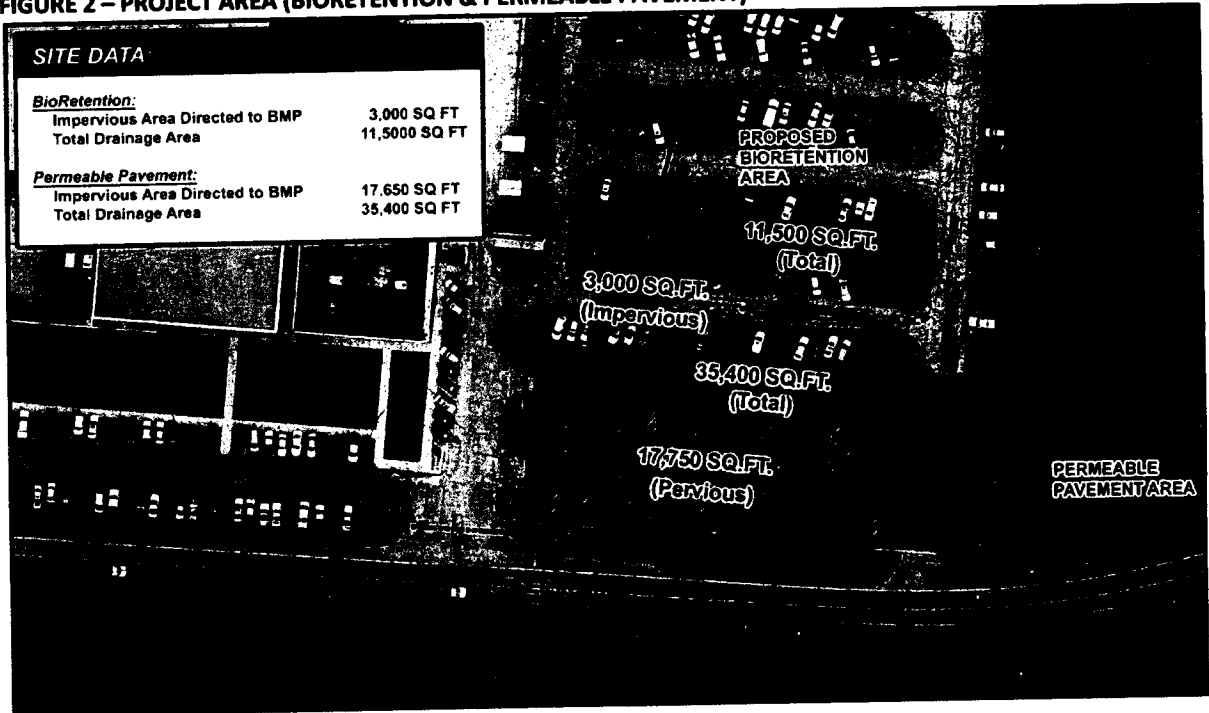 FIGURE 2 – PROJECT AREA (BIORETENTION & PERMEABLE PAVEMENT)
SITE DATA
BioRetention:
Impervious Area Directed to BMP 3,000 SQ FT
Total Drainage Area 11,5000 SQ FT
Permeable Pavement:
Impervious Area Directed to BMP 17.650 SQ FT
Total Drainage Area 35,400 SQ FT
PROPOSED
BIORETENTION
AREA
11,500 SQ.FT.
(Total)
3,000 SQ.FT.
(Impervious)
35,400 SQ.FT.
(Total)
17,750 SQ.FT.
(Pervious)
PERMEABLE
PAVEMENT AREA